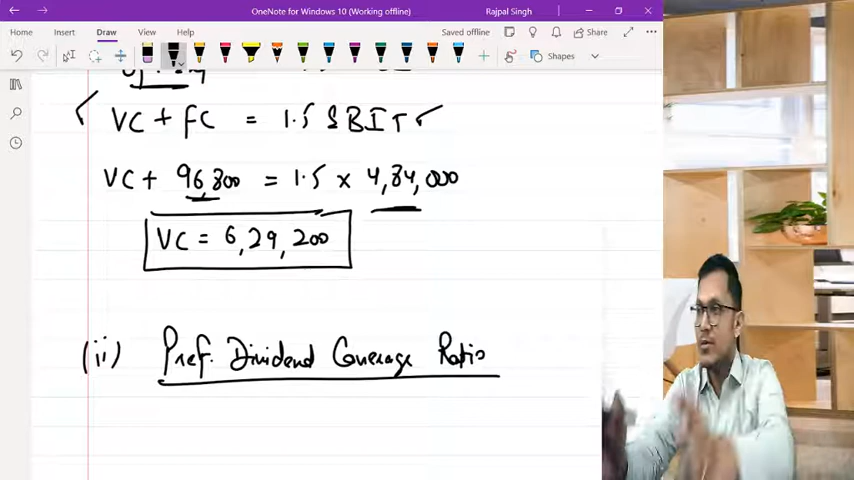 OneNote for Windows 10 (Working offline)
Rajpal Singh
Home Insert Draw View Help
Saved offline
Share
Shapes
VC + FC = 1.5 &BIT
VC + 96,800 = 1.5 × 4,84,000
VC = 6,29,200
(ii) Pref. Dividend Coverage Ratio